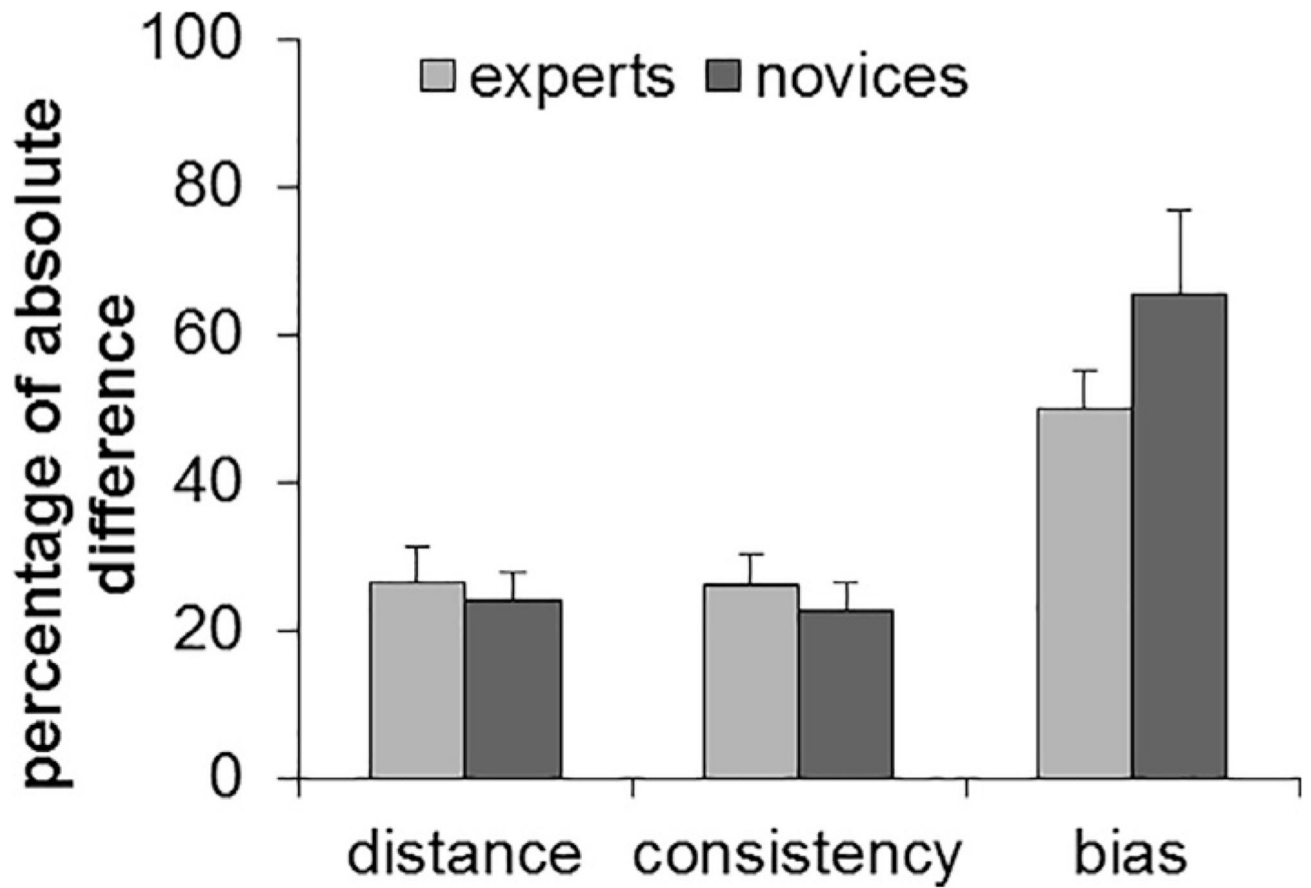 percentage of absolute
difference
100
80
60
40
20
0
experts novices
distance consistency bias